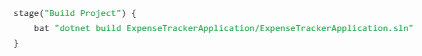 stage("Build Project") {
    bat "dotnet build ExpenseTrackerApplication/ExpenseTrackerApplication.sln"
}